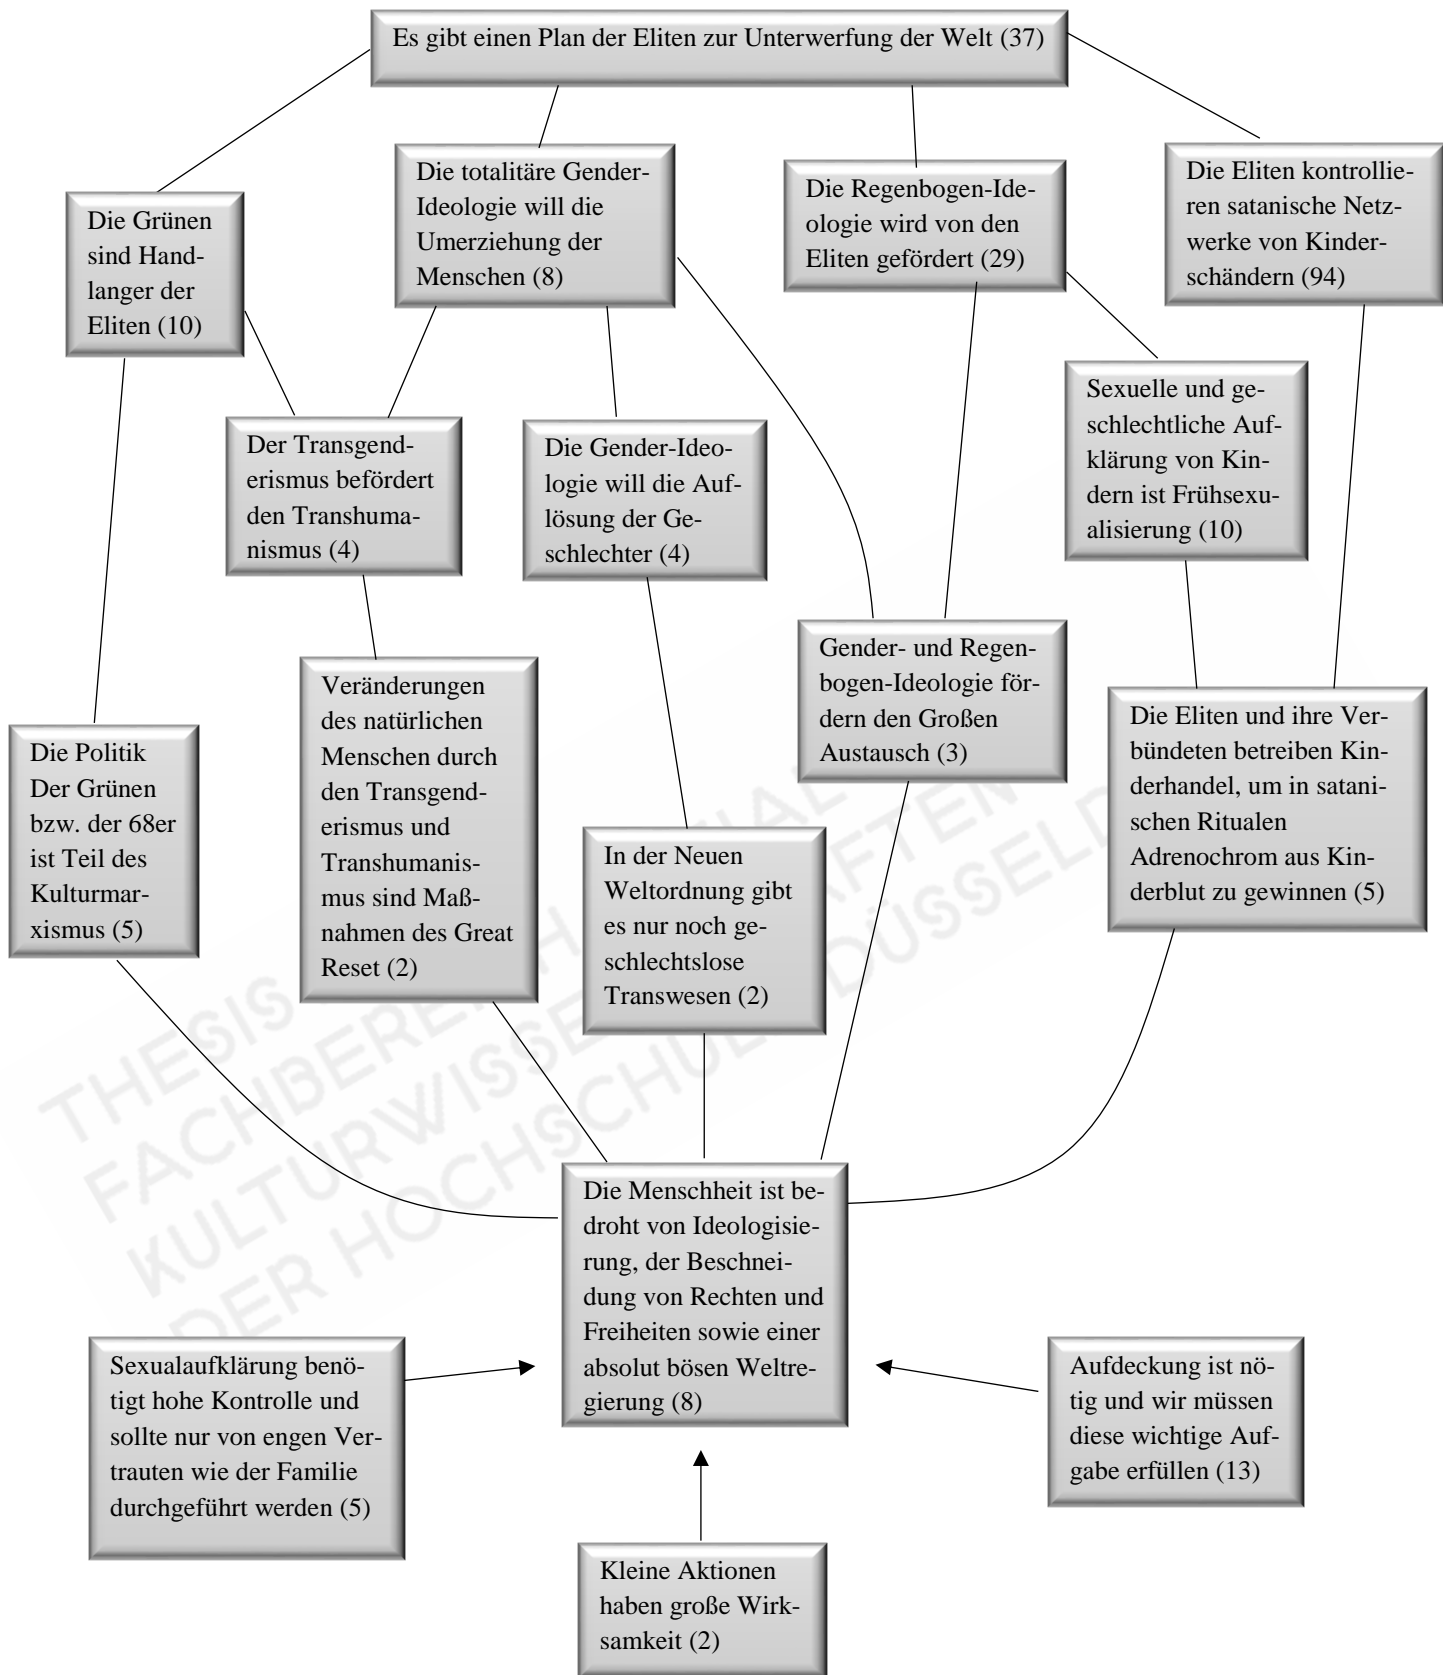 Es gibt einen Plan der Eliten zur Unterwerfung der Welt (37)
Die Grünen
sind Hand-
langer der
Eliten (10)
Die totalitäre Gender-
Ideologie will die
Umerziehung der
Menschen (8)
Die Regenbogen-Ide-
ologie wird von den
Eliten gefördert (29)
Die Eliten kontrollie-
ren satanische Netz-
werke von Kinder-
schändern (94)
Der Transgend-
erismus befördert
den Transhuma-
nismus (4)
Die Gender-Ideo-
logie will die Auf-
lösung der Ge-
schlechter (4)
Sexuelle und ge-
schlechtliche Auf-
klärung von Kin-
dern ist Frühsexu-
alisierung (10)
Die Politik
Der Grünen
bzw. der 68er
ist Teil des
Kulturmar-
xismus (5)
Veränderungen
des natürlichen
Menschen durch
den Transgend-
erismus und
Transhumanis-
mus sind Maß-
nahmen des Great
Reset (2)
In der Neuen
Weltordnung gibt
es nur noch ge-
schlechtslose
Transwesen (2)
Gender- und Regen-
bogen-Ideologie för-
dern den Großen
Austausch (3)
Die Eliten und ihre Ver-
bündeten betreiben Kin-
derhandel, um in satani-
schen Ritualen
Adrenochrom aus Kin-
derblut zu gewinnen (5)
Die Menschheit ist be-
droht von Ideologisie-
rung, der Beschnei-
dung von Rechten und
Freiheiten sowie einer
absolut bösen Weltre-
gierung (8)
Sexualaufklärung benö-
tigt hohe Kontrolle und
sollte nur von engen Ver-
trauten wie der Familie
durchgeführt werden (5)
Kleine Aktionen
haben große Wirk-
samkeit (2)
Aufdeckung ist nö-
tig und wir müssen
diese wichtige Auf-
gabe erfüllen (13)
THESIS
DER HOCHSCHULE DÜSSELD